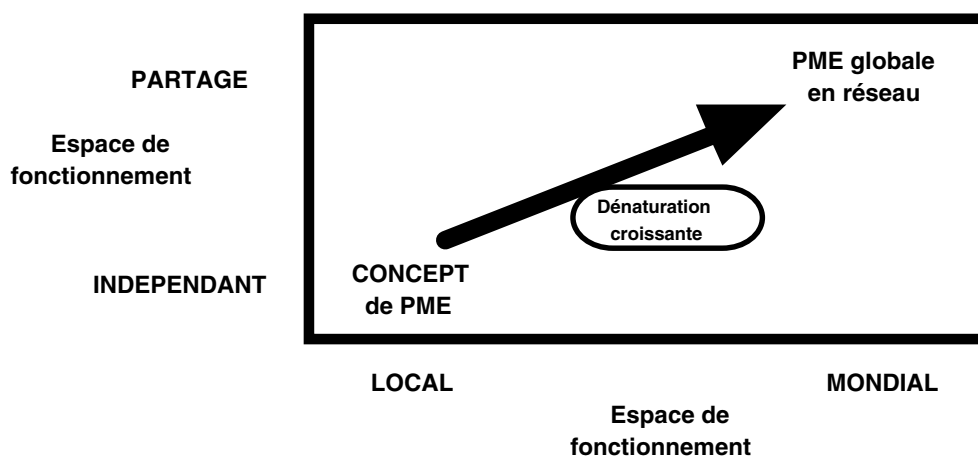 PME globale
en réseau
PARTAGE
Espace de
fonctionnement
Dénaturation
croissante
CONCEPT
de PME
INDEPENDANT
LOCAL
MONDIAL
Espace de
fonctionnement